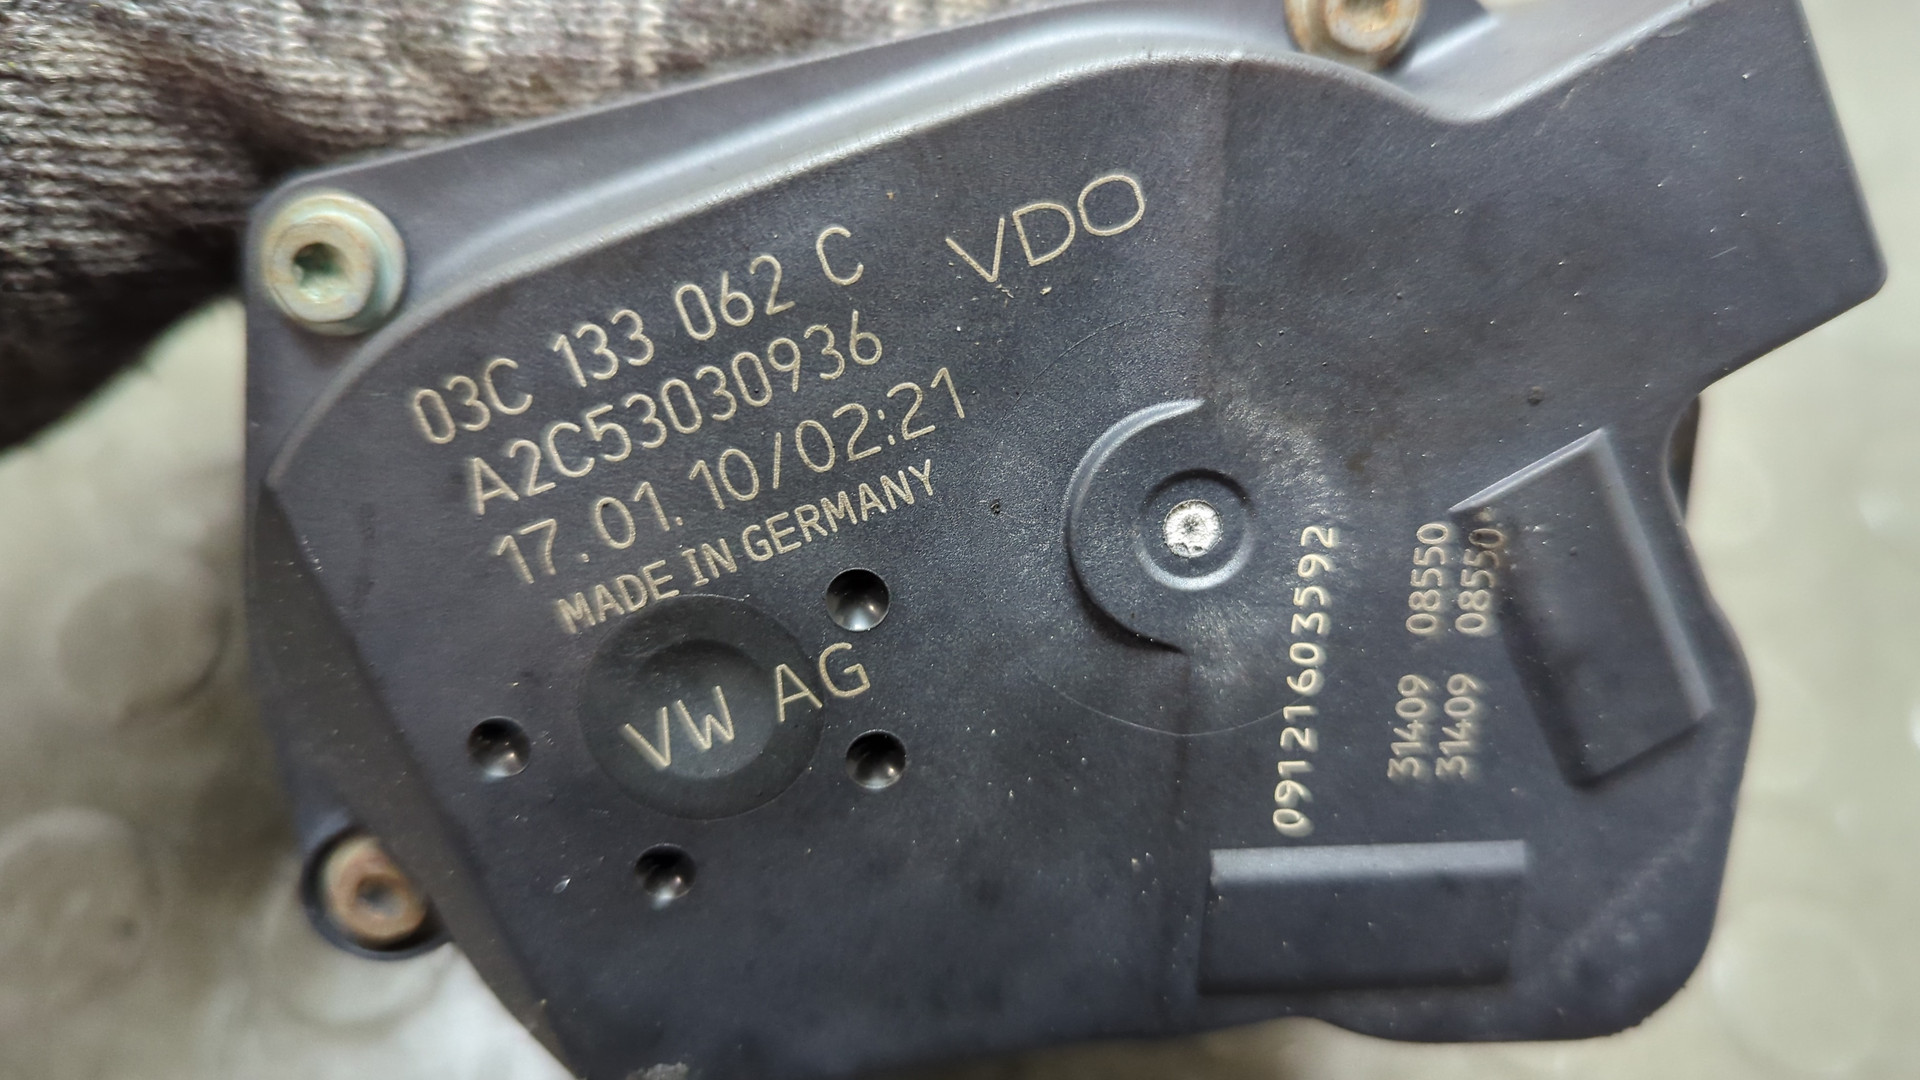 03C 133 062 C VDO
A2C53030936
17.01.10/02:21
MADE IN GERMANY
VW AG
09121603592
31409 08550
31409 08550